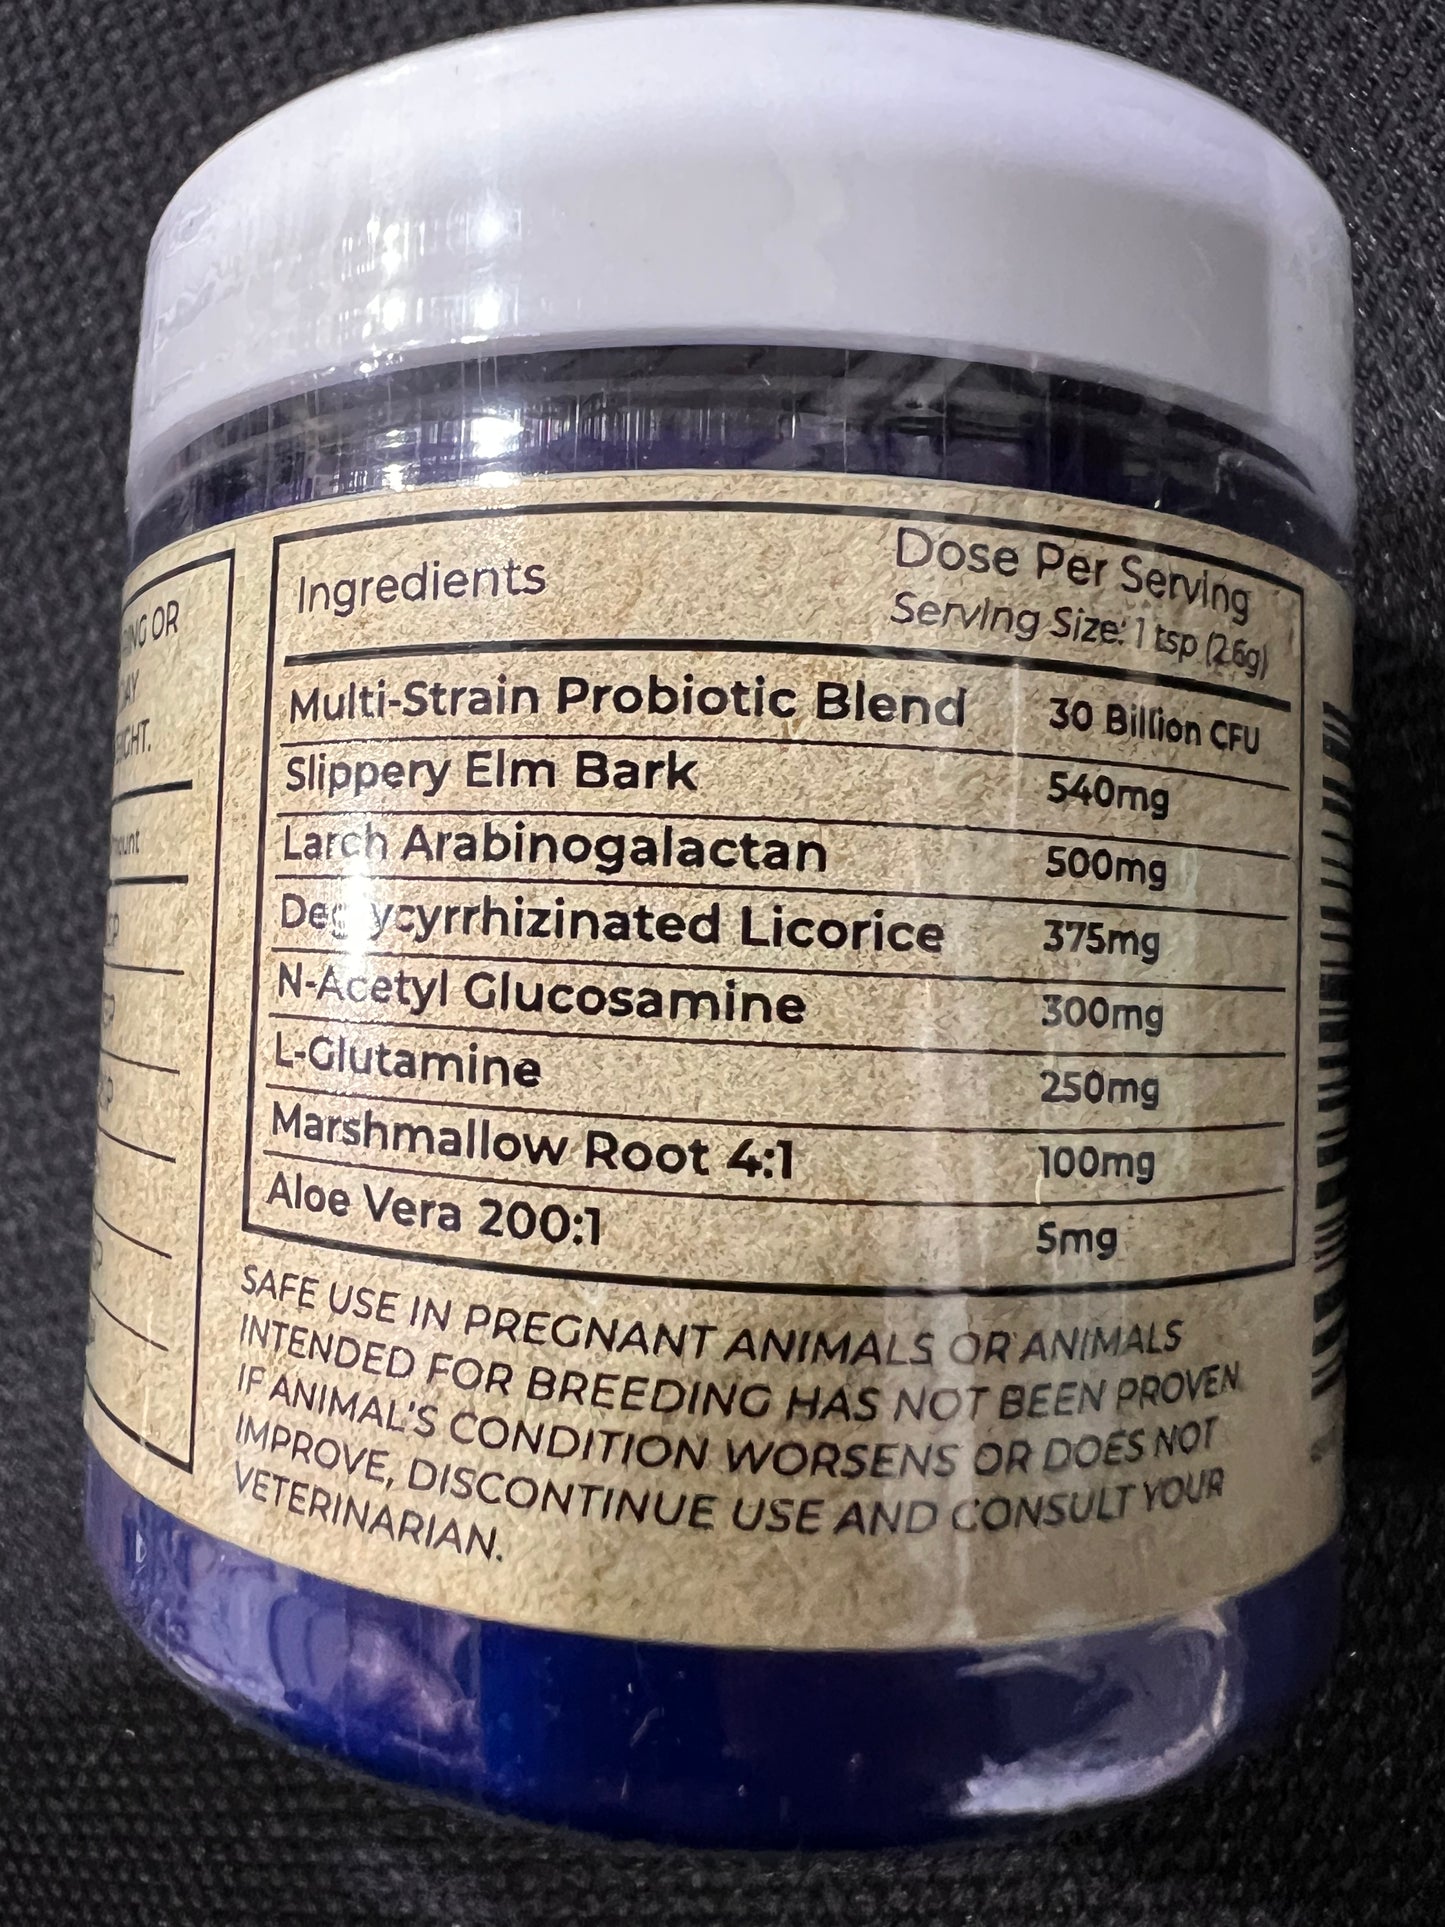 OR
Ingredients
Dose Per Serving
Serving Size: 1 tsp (2.6g)
Multi-Strain Probiotic Blend 30 Billion CFU
Slippery Elm Bark 540mg
Larch Arabinogalactan 500mg
Deglycyrrhizinated Licorice 375mg
N-Acetyl Glucosamine 300mg
L-Glutamine 250mg
Marshmallow Root 4:1 100mg
Aloe Vera 200:1 5mg
SAFE USE IN PREGNANT ANIMALS OR ANIMALS
INTENDED FOR BREEDING HAS NOT BEEN PROVEN.
IF ANIMAL'S CONDITION WORSENS OR DOES NOT
IMPROVE, DISCONTINUE USE AND CONSULT YOUR
VETERINARIAN.